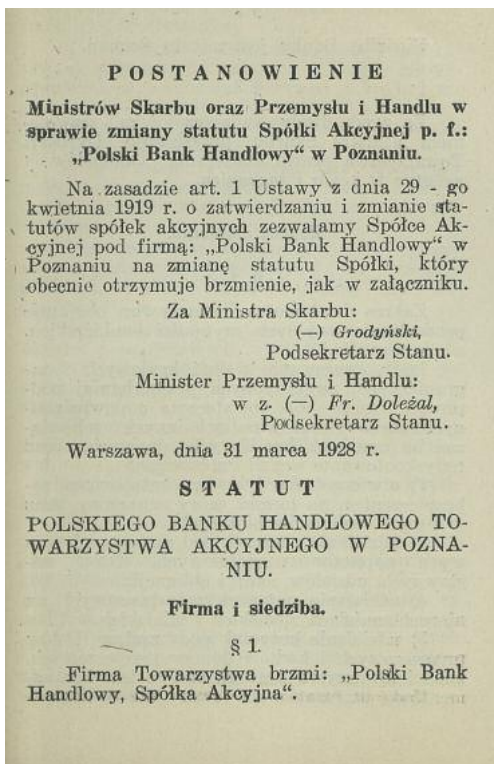 POSTANOWIENIE
Ministrów Skarbu oraz Przemysłu i Handlu w
sprawie zmiany statutu Spółki Akcyjnej p. f.:
„Polski Bank Handlowy“ w Poznaniu.
Na zasadzie art. 1 Ustawy z dnia 29 - go
kwietnia 1919 r. o zatwierdzaniu i zmianie sta-
tutów spółek akcyjnych zezwalamy Spółce Ak-
cyjnej pod firmą: „Polski Bank Handlowy“ w
Poznaniu na zmianę statutu Spółki, który
obecnie otrzymuje brzmienie, jak w załączniku.
Za Ministra Skarbu:
(—) Grodyński,
Podsekretarz Stanu.
Minister Przemysłu i Handlu:
w z. (—) Fr. Doleżal,
Podsekretarz Stanu.
Warszawa, dnia 31 marca 1928 r.
STATUT
POLSKIEGO BANKU HANDLOWEGO TO-
WARZYSTWA AKCYJNEGO W POZNA-
NIU.
Firma i siedziba.
§ 1.
Firma Towarzystwa brzmi: „Polski Bank
Handlowy, Spółka Akcyjna“.